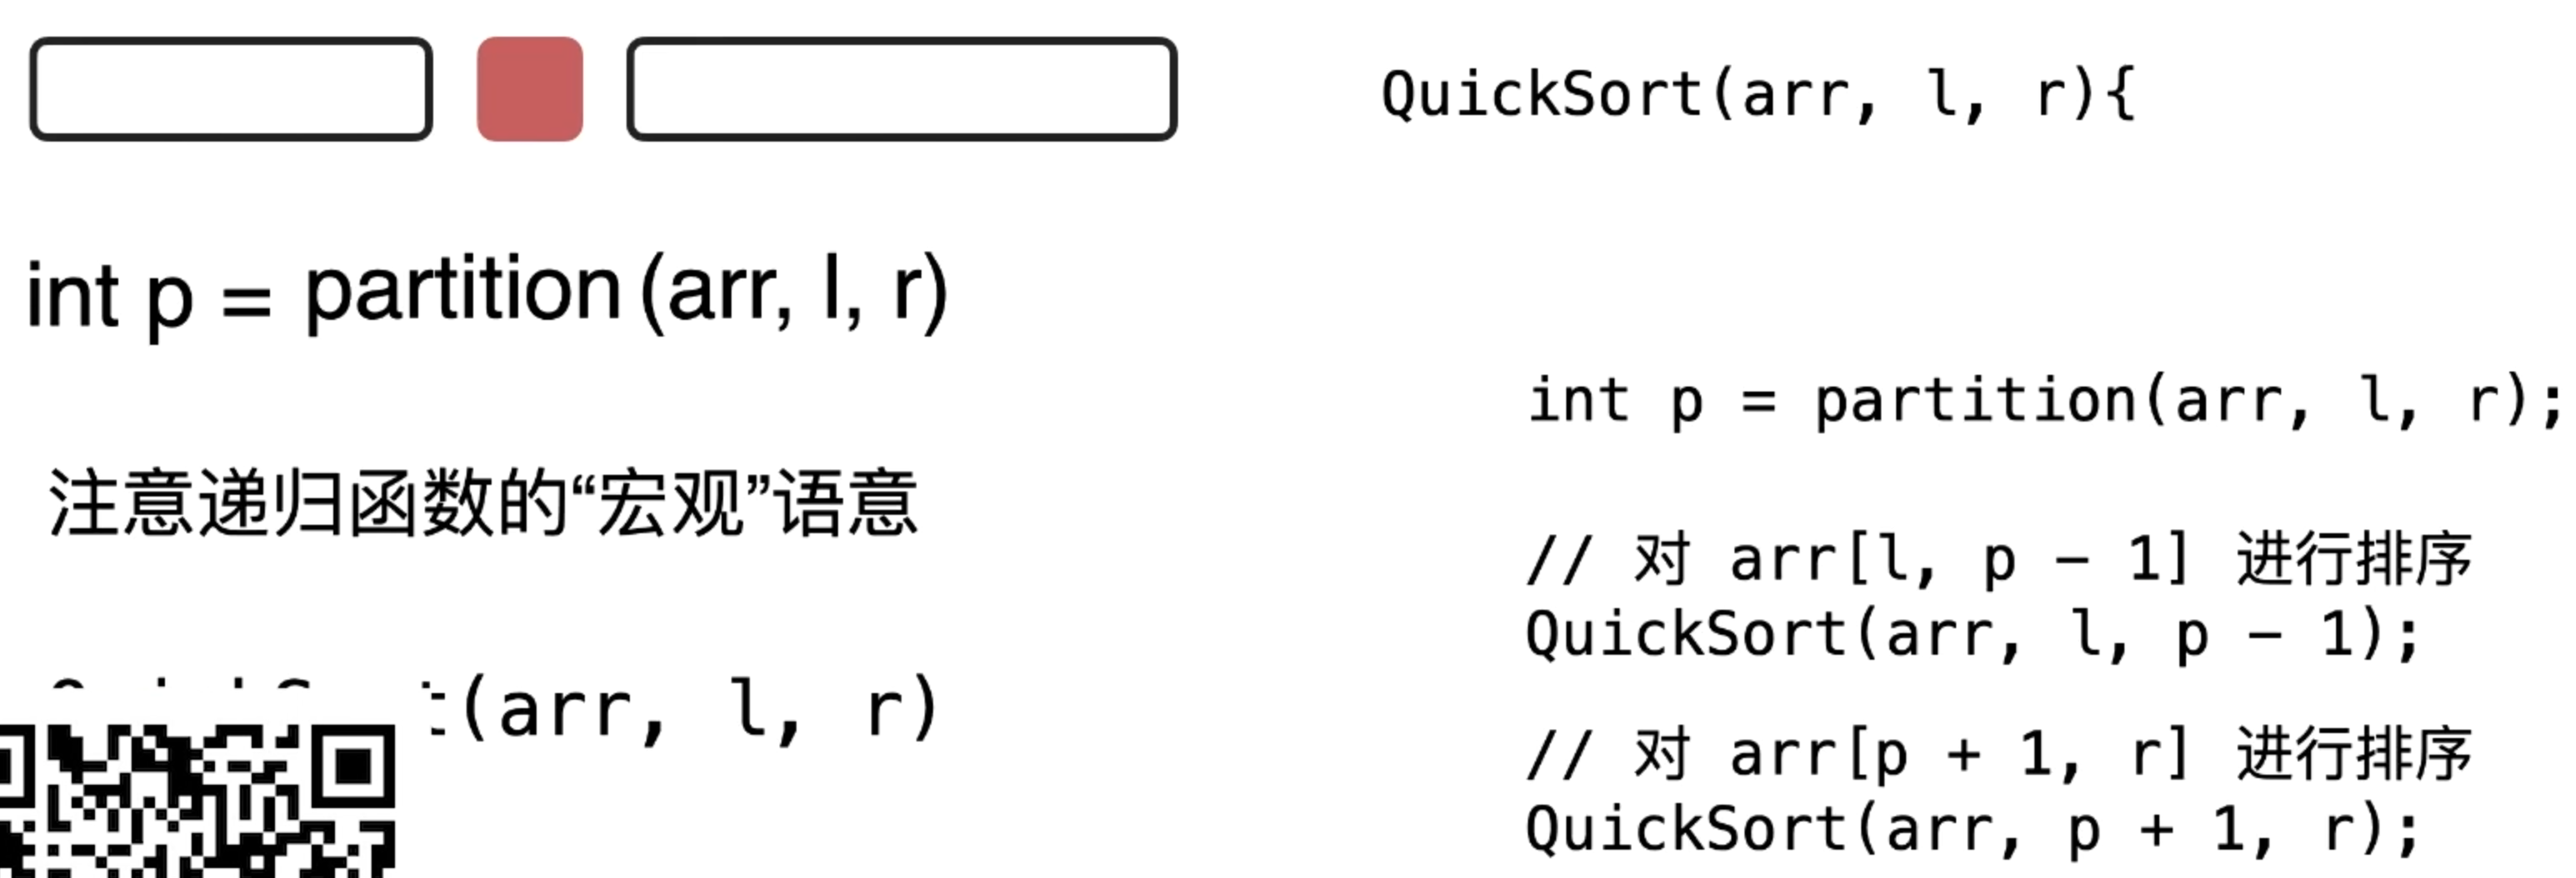 int p = partition (arr, l, r)
注意递归函数的“宏观”语意
(arr, l, r)
QuickSort(arr, l, r){
int p = partition(arr, l, r);
// 对 arr[l, p - 1] 进行排序
QuickSort(arr, l, p - 1);
// 对 arr[p + 1, r] 进行排序
QuickSort(arr, p + 1, r);